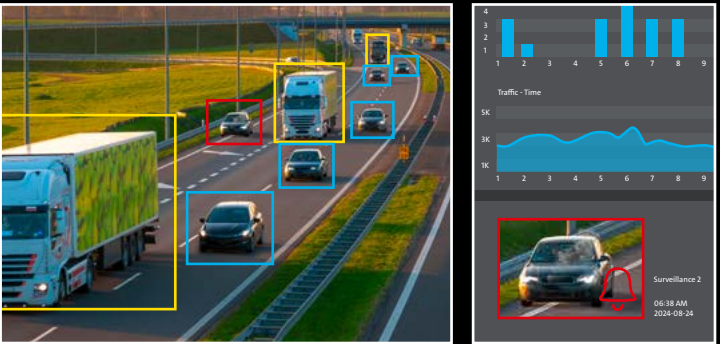 4
3
2
1
1 2 3 4 5 6 7 8 9
Traffic - Time
5K
3K
1K
1 2 3 4 5 6 7 8 9
Surveillance 2
06:38 AM
2024-08-24